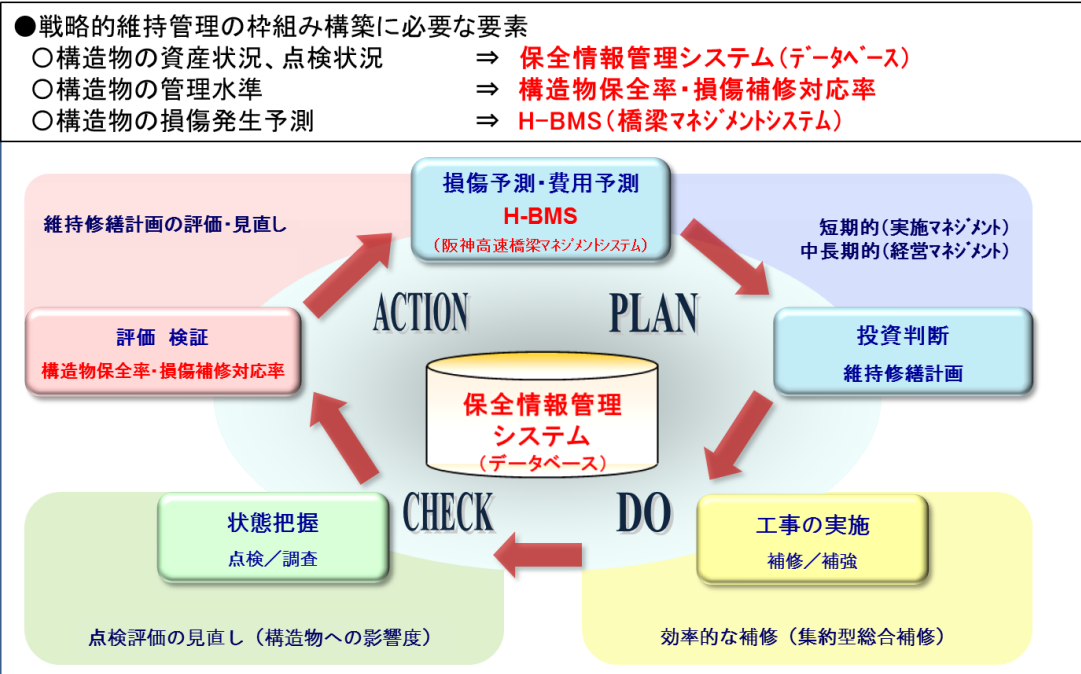 ●戦略的維持管理の枠組み構築に必要な要素
○構造物の資産状況、点検状況 ⇒ 保全情報管理システム(ﾃﾞｰﾀﾍﾞｰｽ)
○構造物の管理水準 ⇒ 構造物保全率・損傷補修対応率
○構造物の損傷発生予測 ⇒ H-BMS(橋梁ﾏﾈｼﾞﾒﾝﾄｼｽﾃﾑ)
損傷予測・費用予測
H-BMS
(阪神高速橋梁ﾏﾈｼﾞﾒﾝﾄｼｽﾃﾑ)
維持修繕計画の評価・見直し
短期的(実施ﾏﾈｼﾞﾒﾝﾄ)
中長期的(経営ﾏﾈｼﾞﾒﾝﾄ)
ACTION
PLAN
評価 検証
構造物保全率・損傷補修対応率
投資判断
維持修繕計画
保全情報管理
システム
(データベース)
CHECK
DO
状態把握
点検／調査
工事の実施
補修／補強
点検評価の見直し（構造物への影響度）
効率的な補修（集約型総合補修）